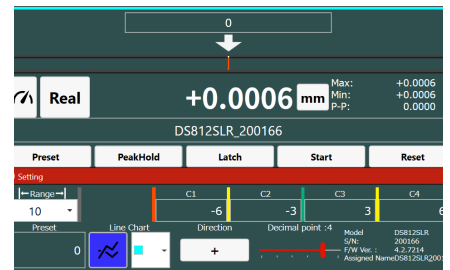 0
Real
+0.0006 mm
Max: +0.0006
Min: +0.0006
P-P: 0.0000
DS812SLR_200166
Preset PeakHold Latch Start Reset
Setting
Range C1 C2 C3 C4
10 -6 -3 3 6
Preset Line Chart Direction Decimal point :4
0 +
Model DS812SLR
S/N: 200166
F/W Ver. : 4.2.7214
Assigned NameDS812SLR_200